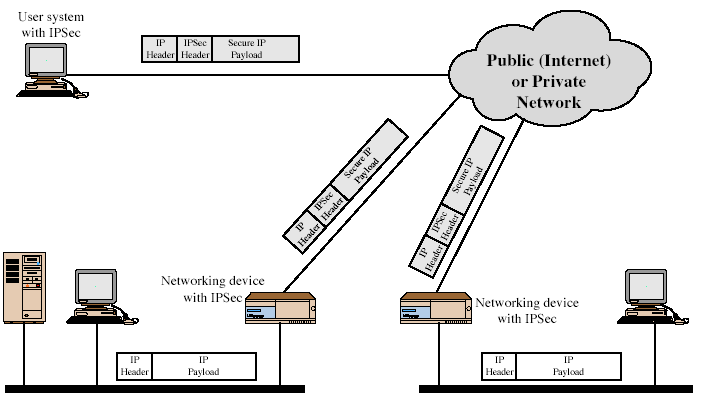 User system
with IPSec
IP
Header
IPSec
Header
Secure IP
Payload
Public (Internet)
or Private
Network
IP
Header
IPSec
Header
Secure IP
Payload
IP
Header
IPSec
Header
Secure IP
Payload
Networking device
with IPSec
Networking device
with IPSec
IP
Header
IP
Payload
IP
Header
IP
Payload